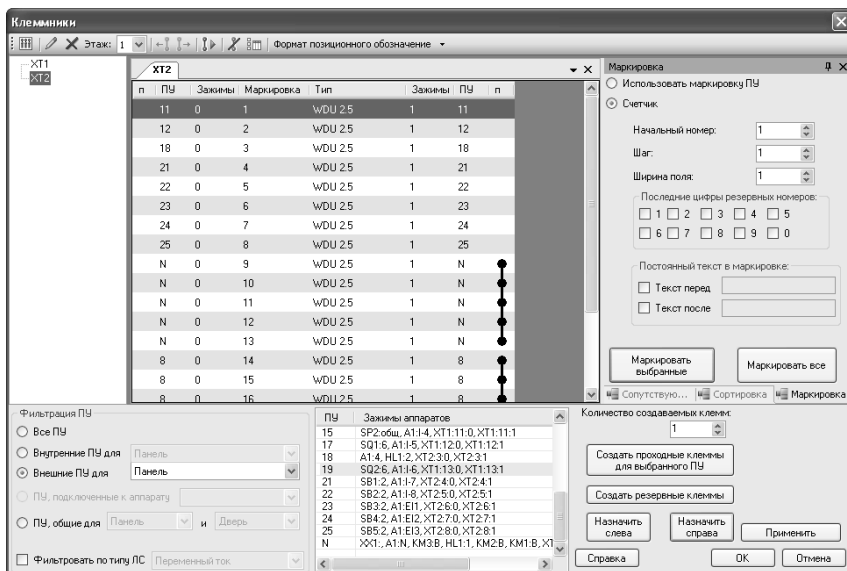 Клеммники
Этаж: 1 Формат позиционного обозначение
XT1
XT2
XT2
п ПУ Зажимы Маркировка Тип Зажимы ПУ п
11 0 1 WDU 2.5 1 11
12 0 2 WDU 2.5 1 12
18 0 3 WDU 2.5 1 18
21 0 4 WDU 2.5 1 21
22 0 5 WDU 2.5 1 22
23 0 6 WDU 2.5 1 23
24 0 7 WDU 2.5 1 24
25 0 8 WDU 2.5 1 25
N 0 9 WDU 2.5 1 N
N 0 10 WDU 2.5 1 N
N 0 11 WDU 2.5 1 N
N 0 12 WDU 2.5 1 N
N 0 13 WDU 2.5 1 N
8 0 14 WDU 2.5 1 8
8 0 15 WDU 2.5 1 8
8 0 16 WDU 2.5 1 8
Маркировка
Использовать маркировку ПУ
Счетчик
Начальный номер: 1
Шаг: 1
Ширина поля: 1
Последние цифры резервных номеров:
1 2 3 4 5
6 7 8 9 0
Постоянный текст в маркировке:
Текст перед
Текст после
Маркировать выбранные
Маркировать все
Сопутствую... Сортировка Маркировка
Фильтрация ПУ
Все ПУ
Внутренние ПУ для Панель
Внешние ПУ для Панель
ПУ, подключенные к аппарату
ПУ, общие для Панель и Дверь
Фильтровать по типу ЛС Переменный ток
ПУ Зажимы аппаратов
15 SP2:общ, A1:I-4, XT1:11:0, XT1:11:1
17 SQ1:6, A1:I-5, XT1:12:0, XT1:12:1
18 A1:4, HL1:2, XT2:3:0, XT2:3:1
19 SQ2:6, A1:I-6, XT1:13:0, XT1:13:1
21 SB1:2, A1:I-7, XT2:4:0, XT2:4:1
22 SB2:2, A1:I-8, XT2:5:0, XT2:5:1
23 SB3:2, A1:EI1, XT2:6:0, XT2:6:1
24 SB4:2, A1:EI2, XT2:7:0, XT2:7:1
25 SB5:2, A1:EI3, XT2:8:0, XT2:8:1
N XX1:, A1:N, KM3:B, HL1:1, KM2:B, KM1:B, XT
Количество создаваемых клемм:
1
Создать проходные клеммы
для выбранного ПУ
Создать резервные клеммы
Назначить слева
Назначить справа
Применить
Справка
OK
Отмена